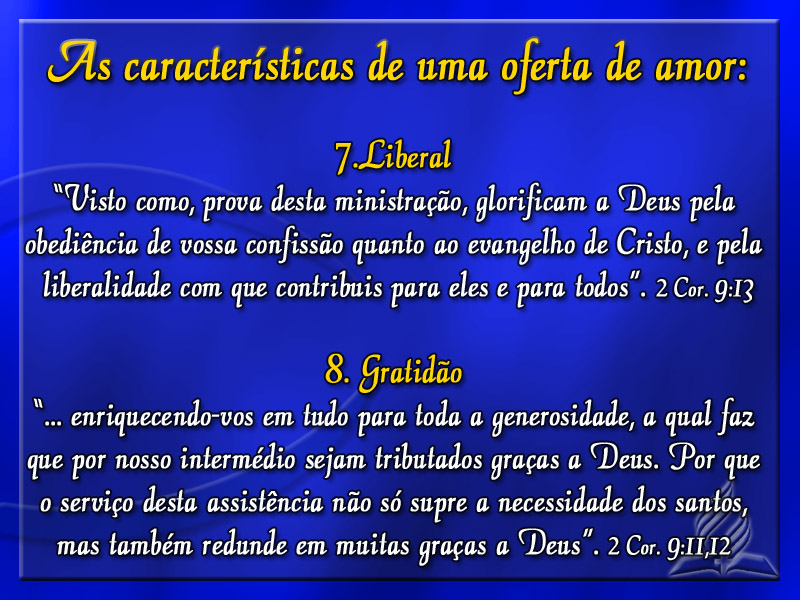 As características de uma oferta de amor:
7.Liberal
“Visto como, prova desta ministração, glorificam a Deus pela
obediência de vossa confissão quanto ao evangelho de Cristo, e pela
liberalidade com que contribuis para eles e para todos”. 2 Cor. 9:13
8. Gratidão
“... enriquecendo-vos em tudo para toda a generosidade, a qual faz
que por nosso intermédio sejam tributados graças a Deus. Por que
o serviço desta assistência não só supre a necessidade dos santos,
mas também redunde em muitas graças a Deus”. 2 Cor. 9:11,12